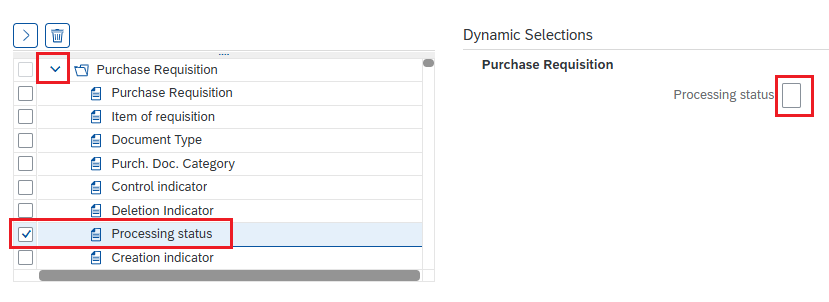 Dynamic Selections
Purchase Requisition
Processing status
Purchase Requisition
Purchase Requisition
Item of requisition
Document Type
Purch. Doc. Category
Control indicator
Deletion Indicator
Processing status
Creation indicator